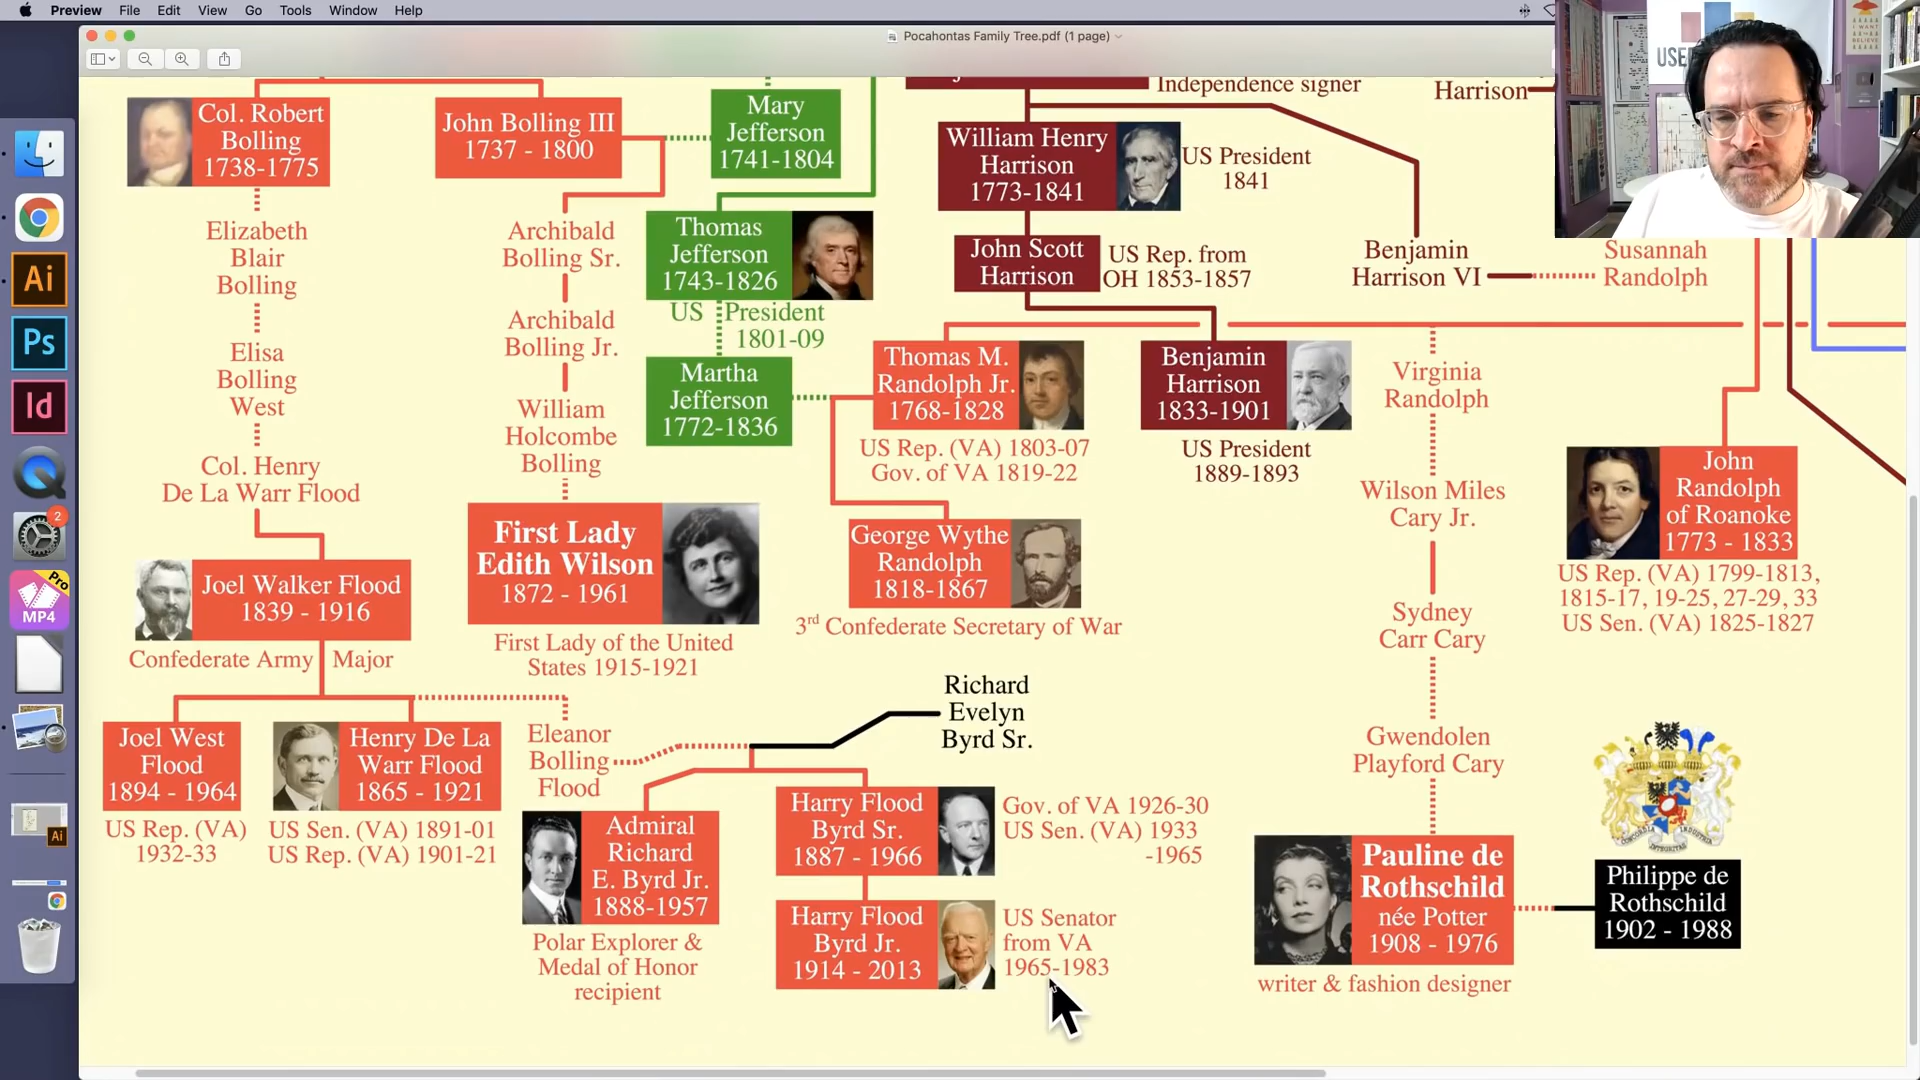 Preview File Edit View Go Tools Window Help
Pocahontas Family Tree.pdf (1 page)
Independence signer
Harrison
Col. Robert
Bolling
1738-1775
John Bolling III
1737 - 1800
Mary
Jefferson
1741-1804
William Henry
Harrison
1773-1841
US President
1841
Elizabeth
Blair
Bolling
Archibald
Bolling Sr.
Thomas
Jefferson
1743-1826
US President
1801-09
John Scott
Harrison
US Rep. from
OH 1853-1857
Benjamin
Harrison VI
Susannah
Randolph
Elisa
Bolling
West
Archibald
Bolling Jr.
Martha
Jefferson
1772-1836
Thomas M.
Randolph Jr.
1768-1828
US Rep. (VA) 1803-07
Gov. of VA 1819-22
Benjamin
Harrison
1833-1901
US President
1889-1893
Virginia
Randolph
Col. Henry
De La Warr Flood
William
Holcombe
Bolling
Wilson Miles
Cary Jr.
John
Randolph
of Roanoke
1773 - 1833
US Rep. (VA) 1799-1813,
1815-17, 19-25, 27-29, 33
US Sen. (VA) 1825-1827
Joel Walker Flood
1839 - 1916
Confederate Army Major
First Lady
Edith Wilson
1872 - 1961
First Lady of the United
States 1915-1921
George Wythe
Randolph
1818-1867
3rd Confederate Secretary of War
Sydney
Carr Cary
Richard
Evelyn
Byrd Sr.
Joel West
Flood
1894 - 1964
US Rep. (VA)
1932-33
Henry De La
Warr Flood
1865 - 1921
US Sen. (VA) 1891-01
US Rep. (VA) 1901-21
Eleanor
Bolling
Flood
Gwendolen
Playford Cary
Admiral
Richard
E. Byrd Jr.
1888-1957
Polar Explorer &
Medal of Honor
recipient
Harry Flood
Byrd Sr.
1887 - 1966
Gov. of VA 1926-30
US Sen. (VA) 1933
-1965
Harry Flood
Byrd Jr.
1914 - 2013
US Senator
from VA
1965-1983
Pauline de
Rothschild
née Potter
1908 - 1976
writer & fashion designer
Philippe de
Rothschild
1902 - 1988
CONCORDIA
INTEGRITAS
INDUSTRIA
Ai
Ps
Id
2
Pro
MP4
Ai
USE
I WANT
BELIEVE